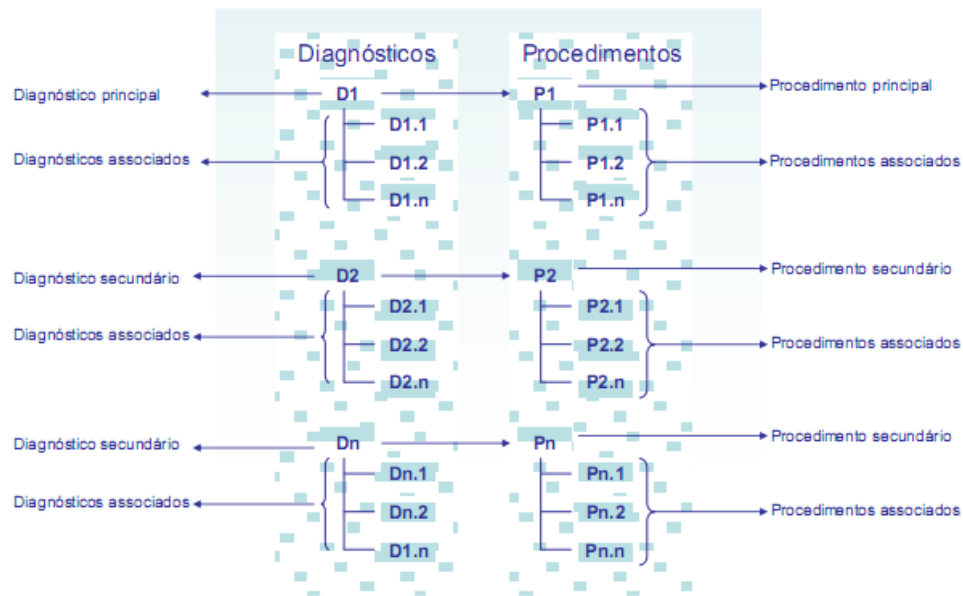 Diagnósticos Procedimentos
Diagnóstico principal D1 P1 Procedimento principal
D1.1 P1.1
Diagnósticos associados D1.2 P1.2 Procedimentos associados
D1.n P1.n
Diagnóstico secundário D2 P2 Procedimento secundário
D2.1 P2.1
Diagnósticos associados D2.2 P2.2 Procedimentos associados
D2.n P2.n
Diagnóstico secundário Dn Pn Procedimento secundário
Dn.1 Pn.1
Diagnósticos associados Dn.2 Pn.2 Procedimentos associados
D1.n Pn.n